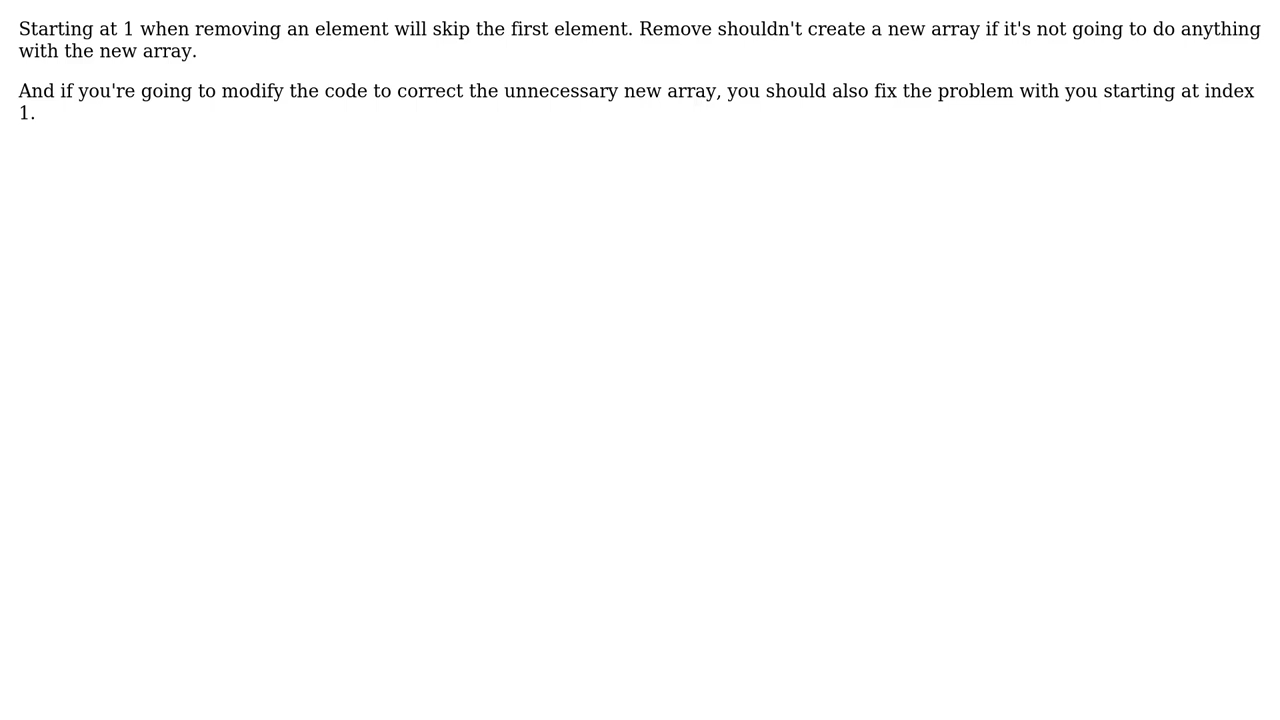 Starting at 1 when removing an element will skip the first element. Remove shouldn't create a new array if it's not going to do anything
with the new array.
And if you're going to modify the code to correct the unnecessary new array, you should also fix the problem with you starting at index
1.